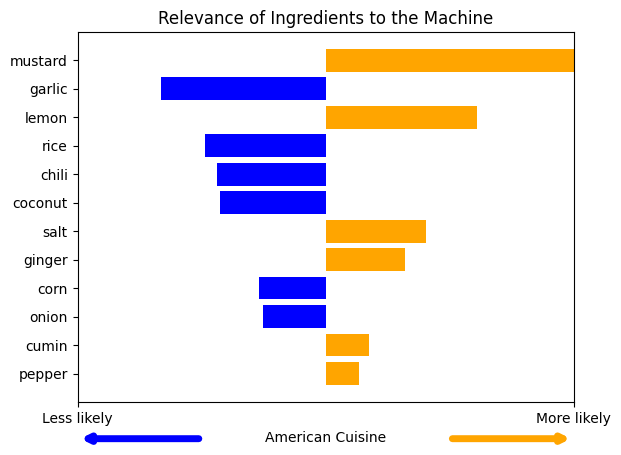 Relevance of Ingredients to the Machine
mustard
garlic
lemon
rice
chili
coconut
salt
ginger
corn
onion
cumin
pepper
Less likely More likely
American Cuisine